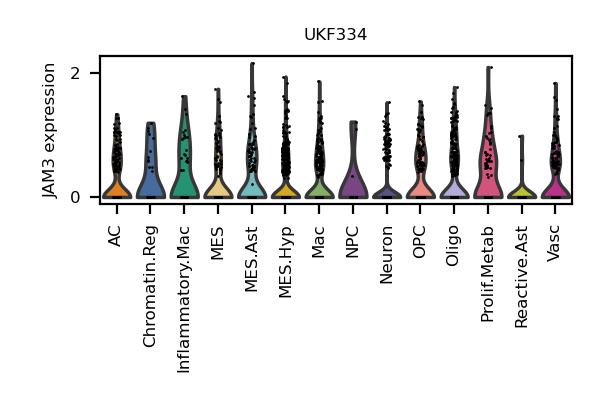 UKF334
JAM3 expression
2
0
AC
Chromatin.Reg
Inflammatory.Mac
MES
MES.Ast
MES.Hyp
Mac
NPC
Neuron
OPC
Oligo
Prolif.Metab
Reactive.Ast
Vasc